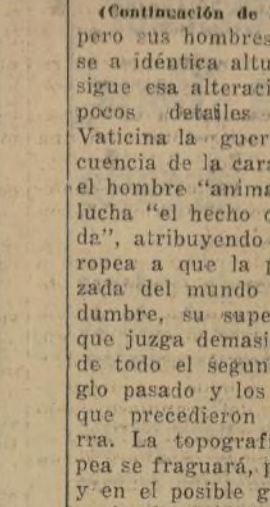 (Continuación de
pero sus hombres
se a idéntica altu
sigue esa alteraci
pocos detalles
Vaticina la guer
cuencia de la cara
el hombre "anima
lucha "el hecho d
da", atribuyendo
ropea a que la p
zada del mundo
dumbre, su supe
que juzga demasi
de todo el segun
glo pasado y los
que precedieron
rra. La topografí
pea se fraguará, p
y en el posible g